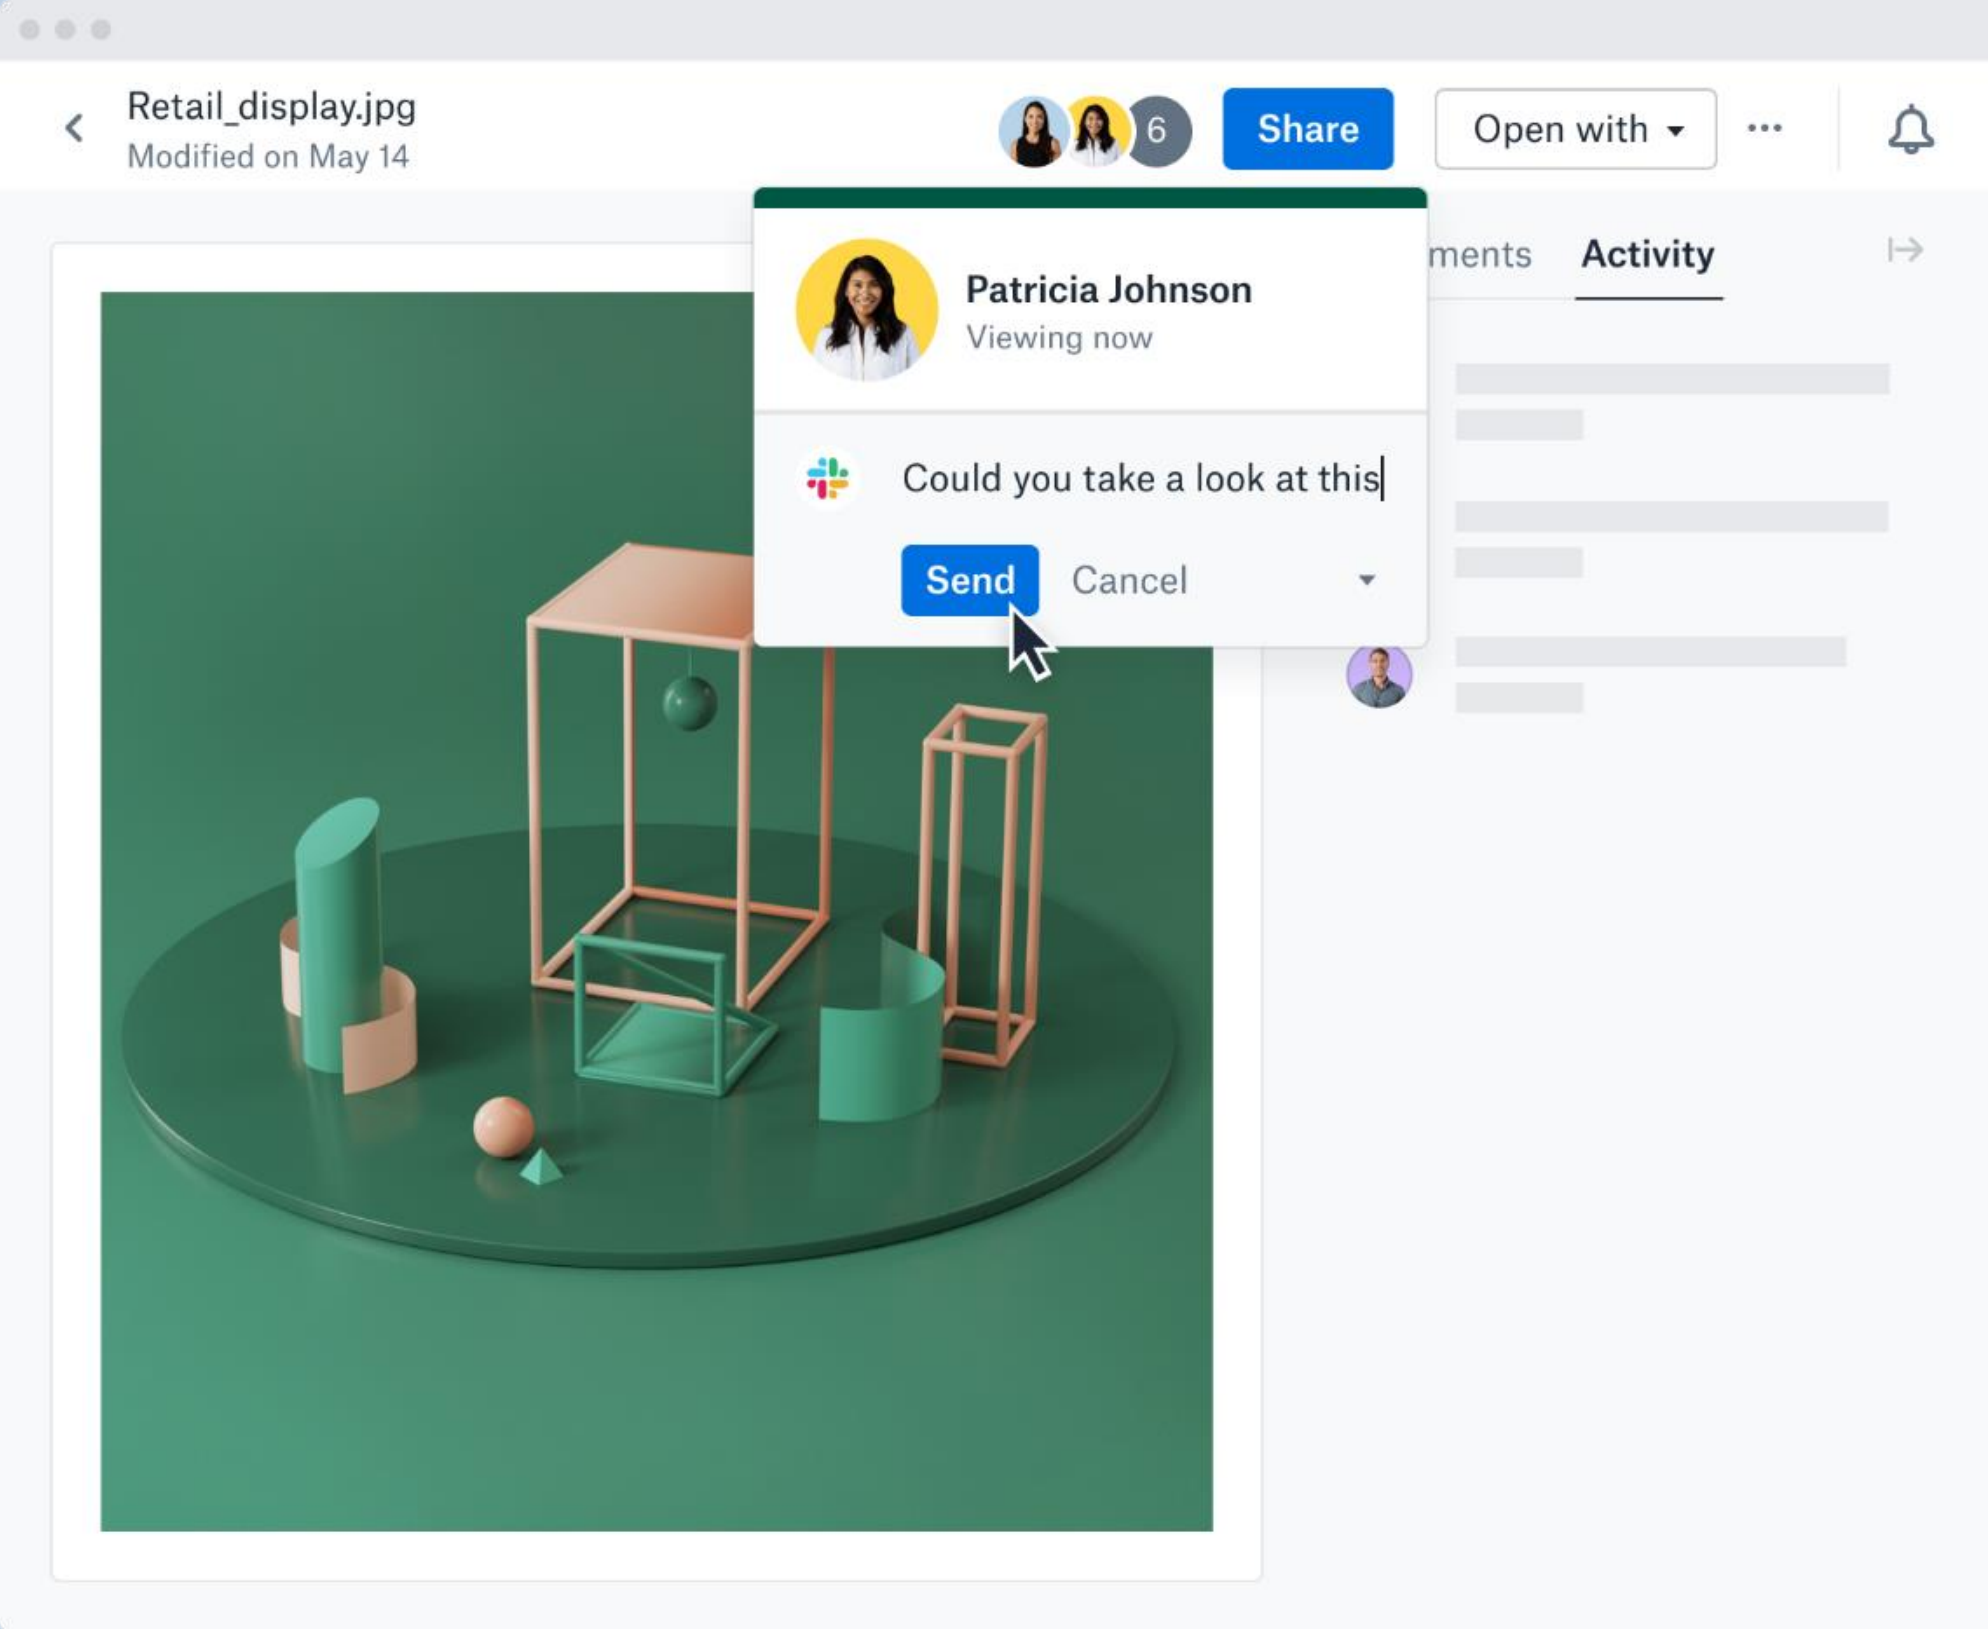 Retail_display.jpg
Modified on May 14
6
Share
Open with
Patricia Johnson
Viewing now
Could you take a look at this
Send
Cancel
ments
Activity